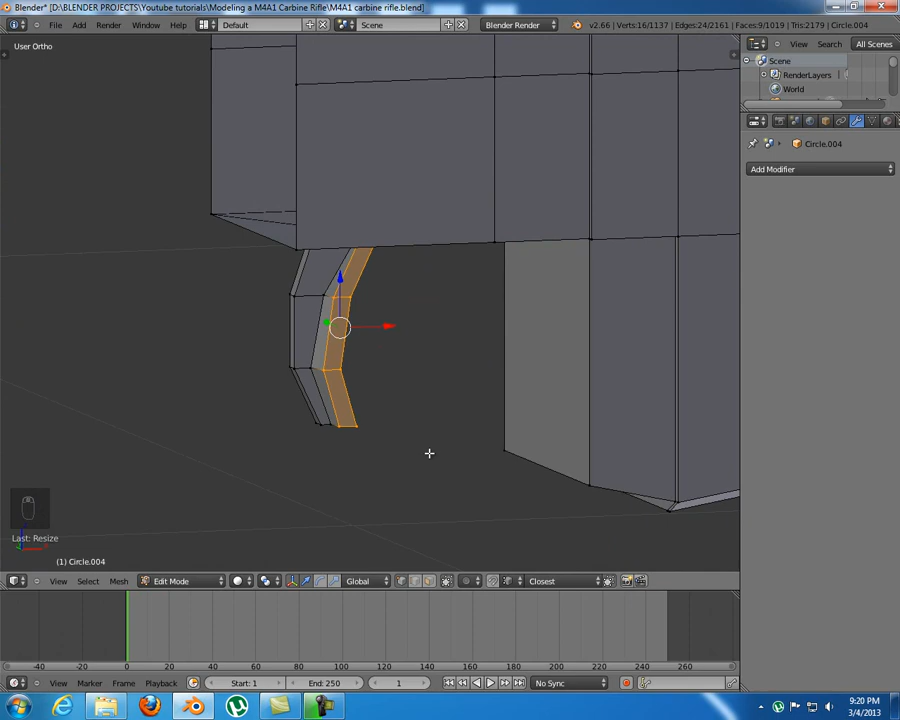 Blender* [D:\BLENDER PROJECTS\Youtube tutorials\Modeling a M4A1 Carbine Rifle\M4A1 carbine rifle.blend]
File Add Render Window Help Default Scene Blender Render v2.66 | Verts:16/1137 | Edges:24/2161 | Faces:9/1019 | Tris:2179 | Circle.004
User Ortho
View Search All Scenes
Scene
RenderLayers
World
Circle.004
Add Modifier
Last: Resize
(1) Circle.004
View Select Mesh Edit Mode Global Closest
-40 -20 0 20 40 60 80 100 120 140 160 180 200 220 240 260 280
View Marker Frame Playback Start: 1 End: 250 1 No Sync
9:20 PM
3/4/2013